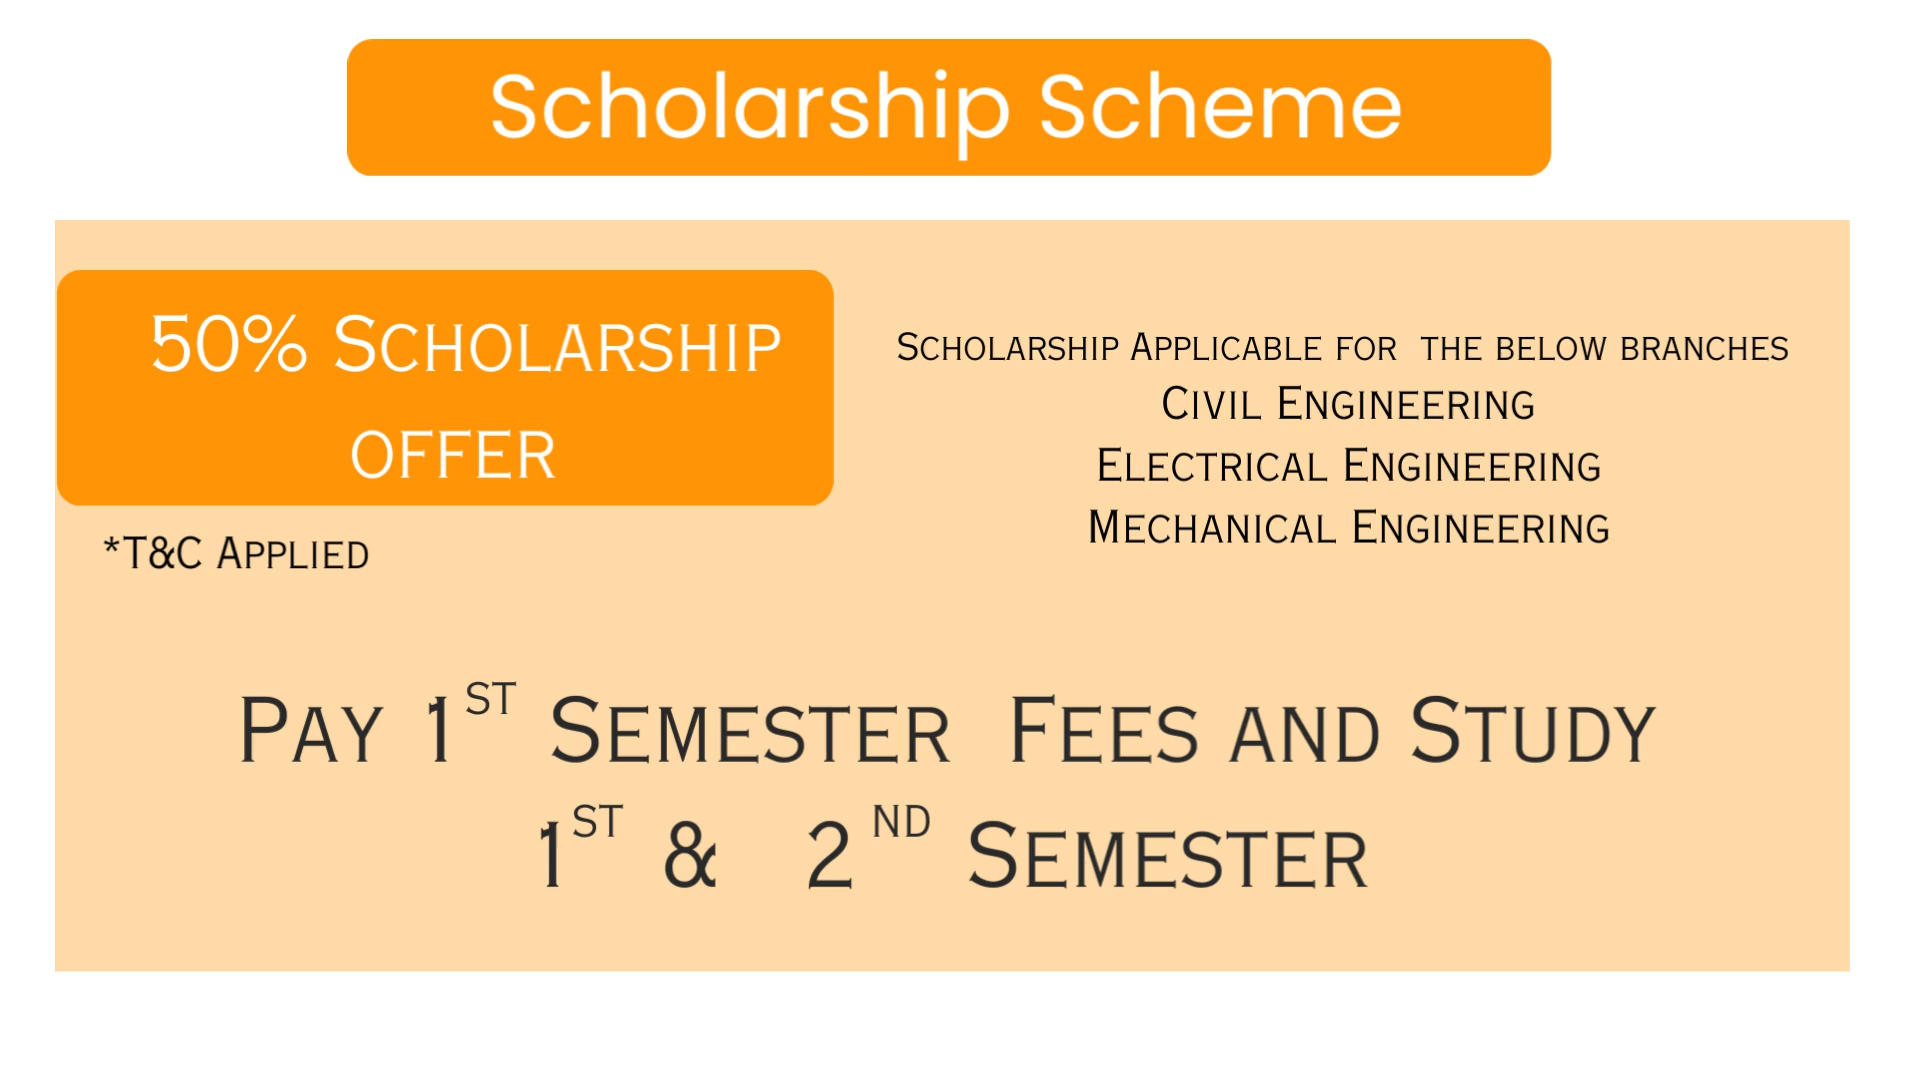 Scholarship Scheme
50% Scholarship
offer
*T&C Applied
Scholarship Applicable for the below branches
Civil Engineering
Electrical Engineering
Mechanical Engineering
Pay 1st Semester Fees and Study
1st & 2nd Semester